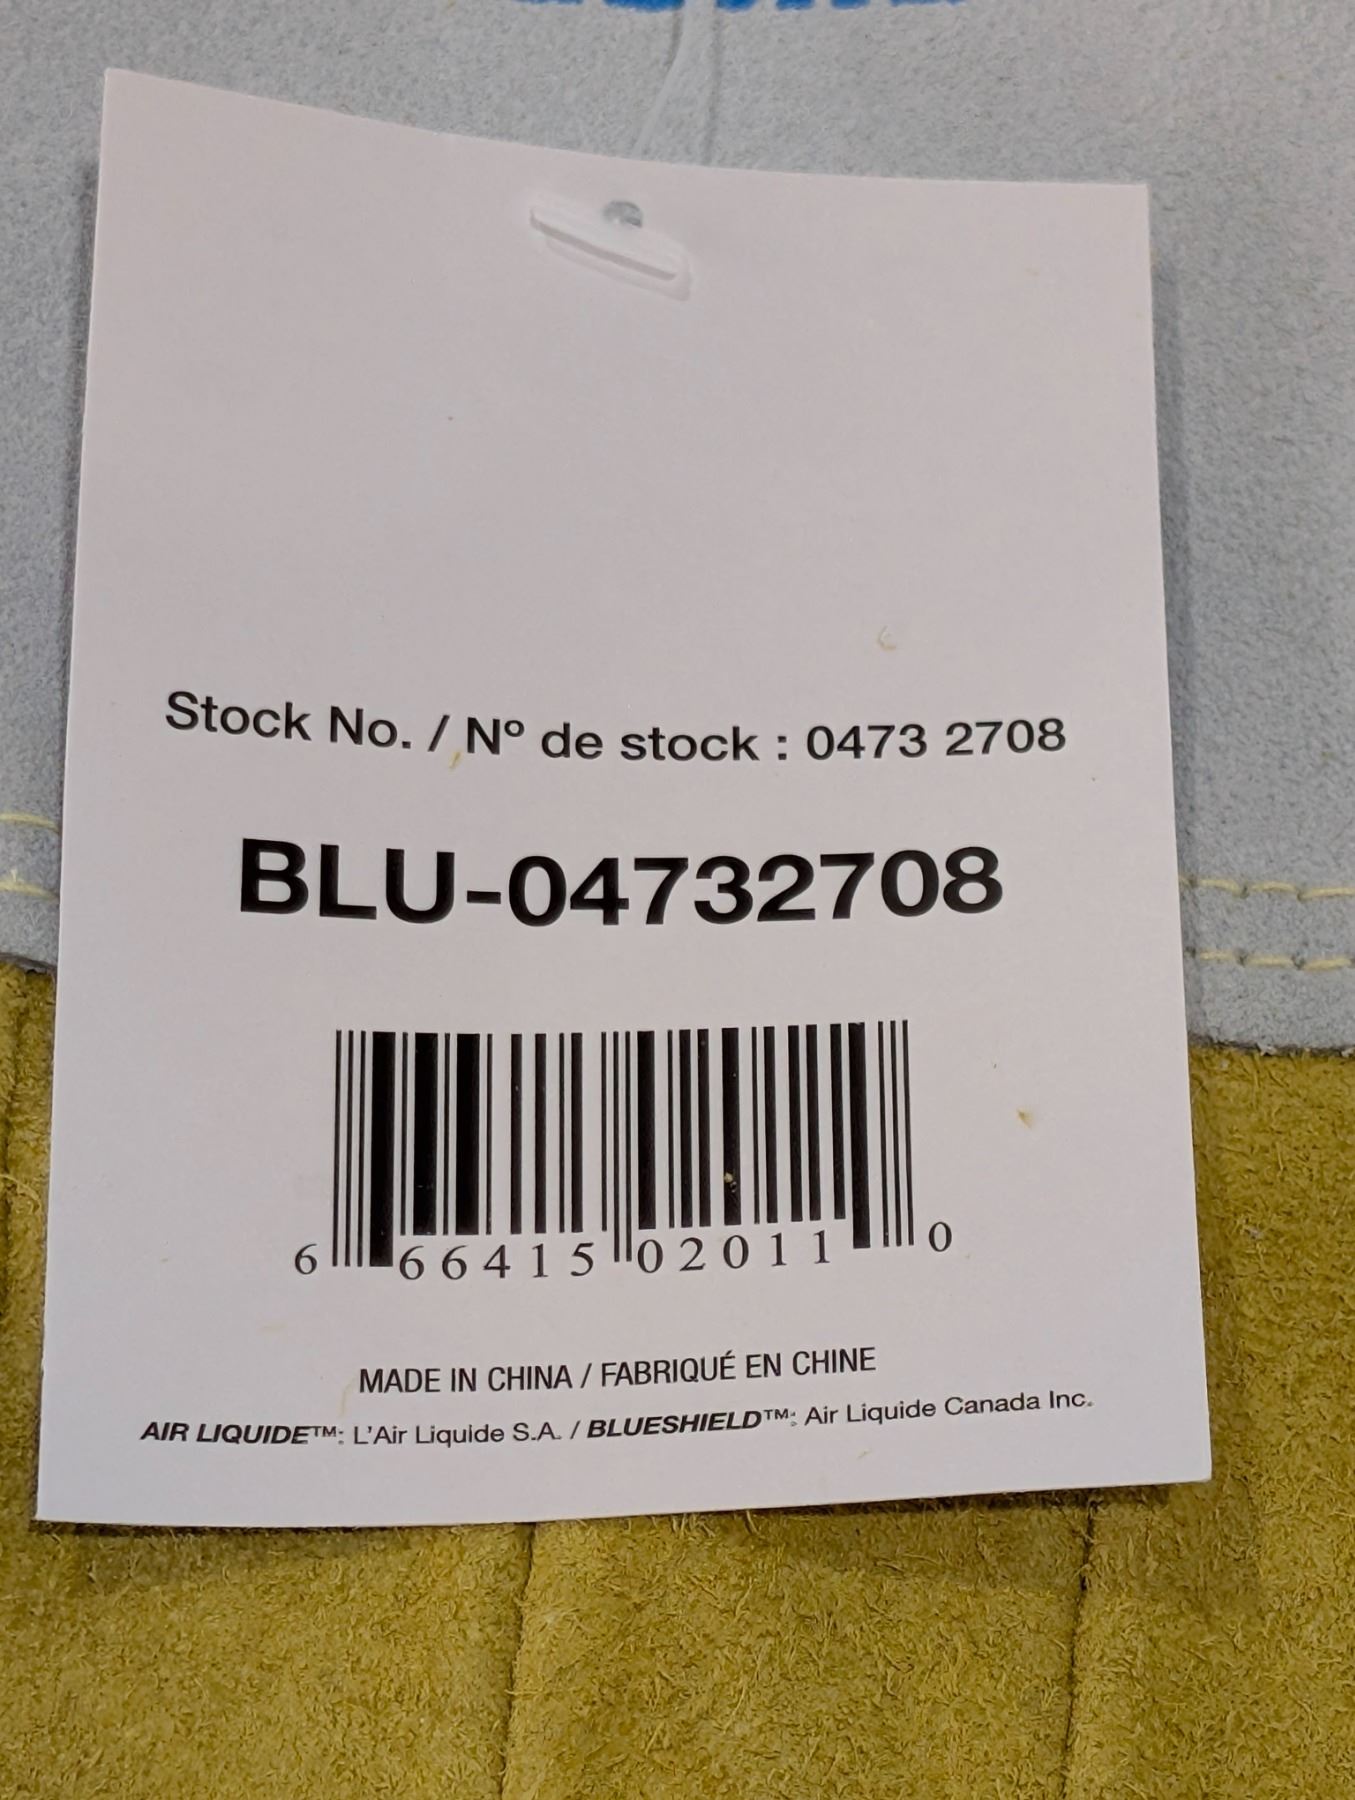 Stock No. / Nº de stock : 0473 2708
BLU-04732708
6 66415 02011 0
MADE IN CHINA / FABRIQUÉ EN CHINE
AIR LIQUIDE™: L'Air Liquide S.A. / BLUESHIELD™: Air Liquide Canada Inc.